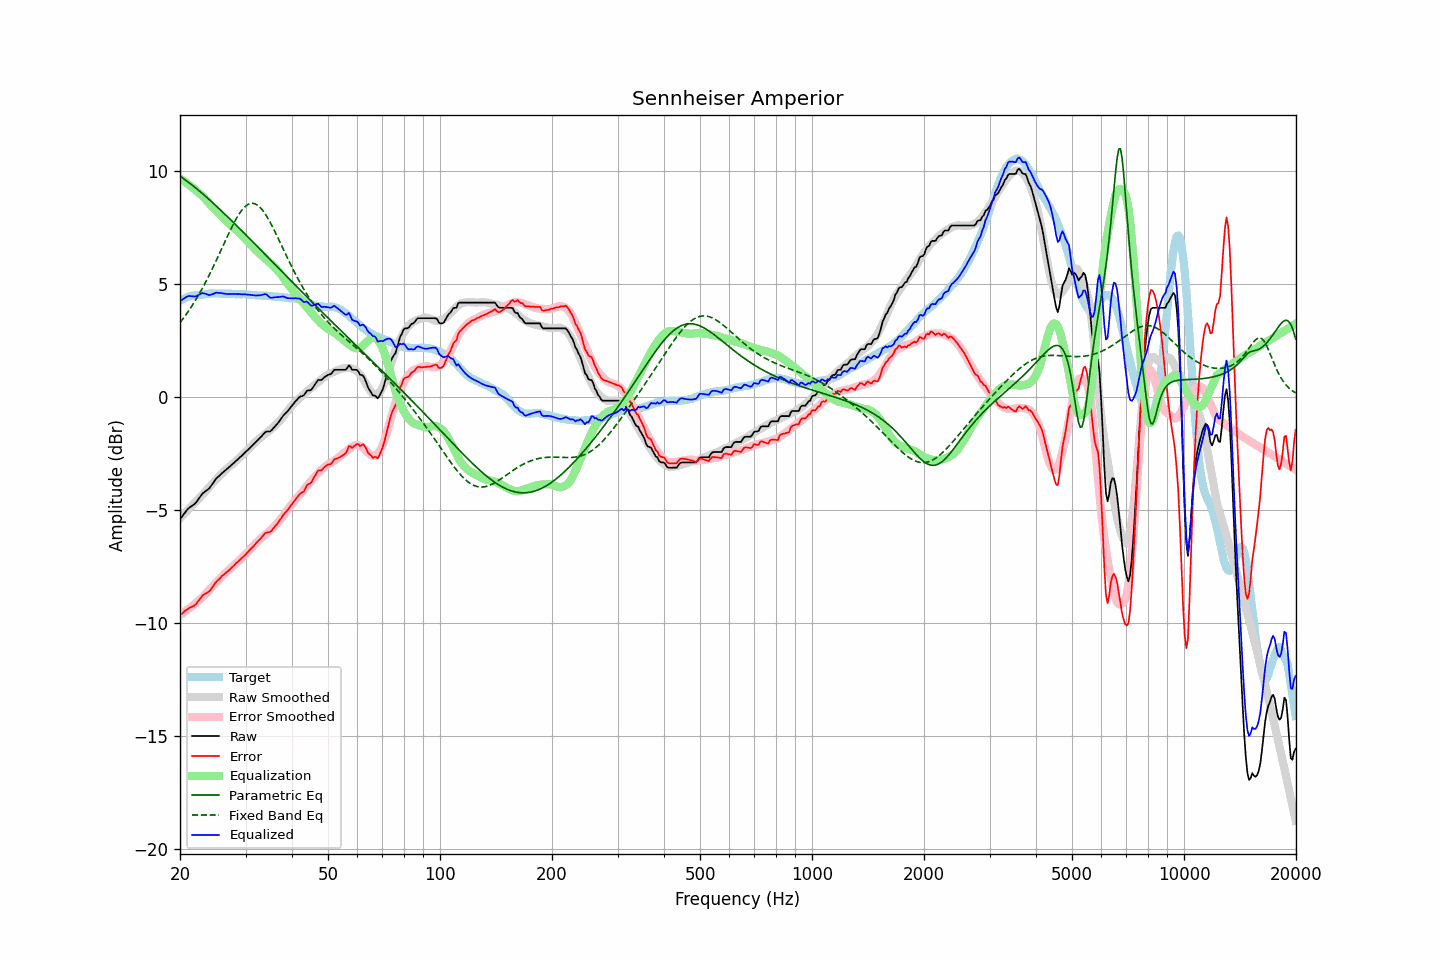 Sennheiser Amperior
Amplitude (dBr)
10
5
0
−5
−10
−15
−20
Target
Raw Smoothed
Error Smoothed
Raw
Error
Equalization
Parametric Eq
Fixed Band Eq
Equalized
20 50 100 200 500 1000 2000 5000 10000 20000
Frequency (Hz)